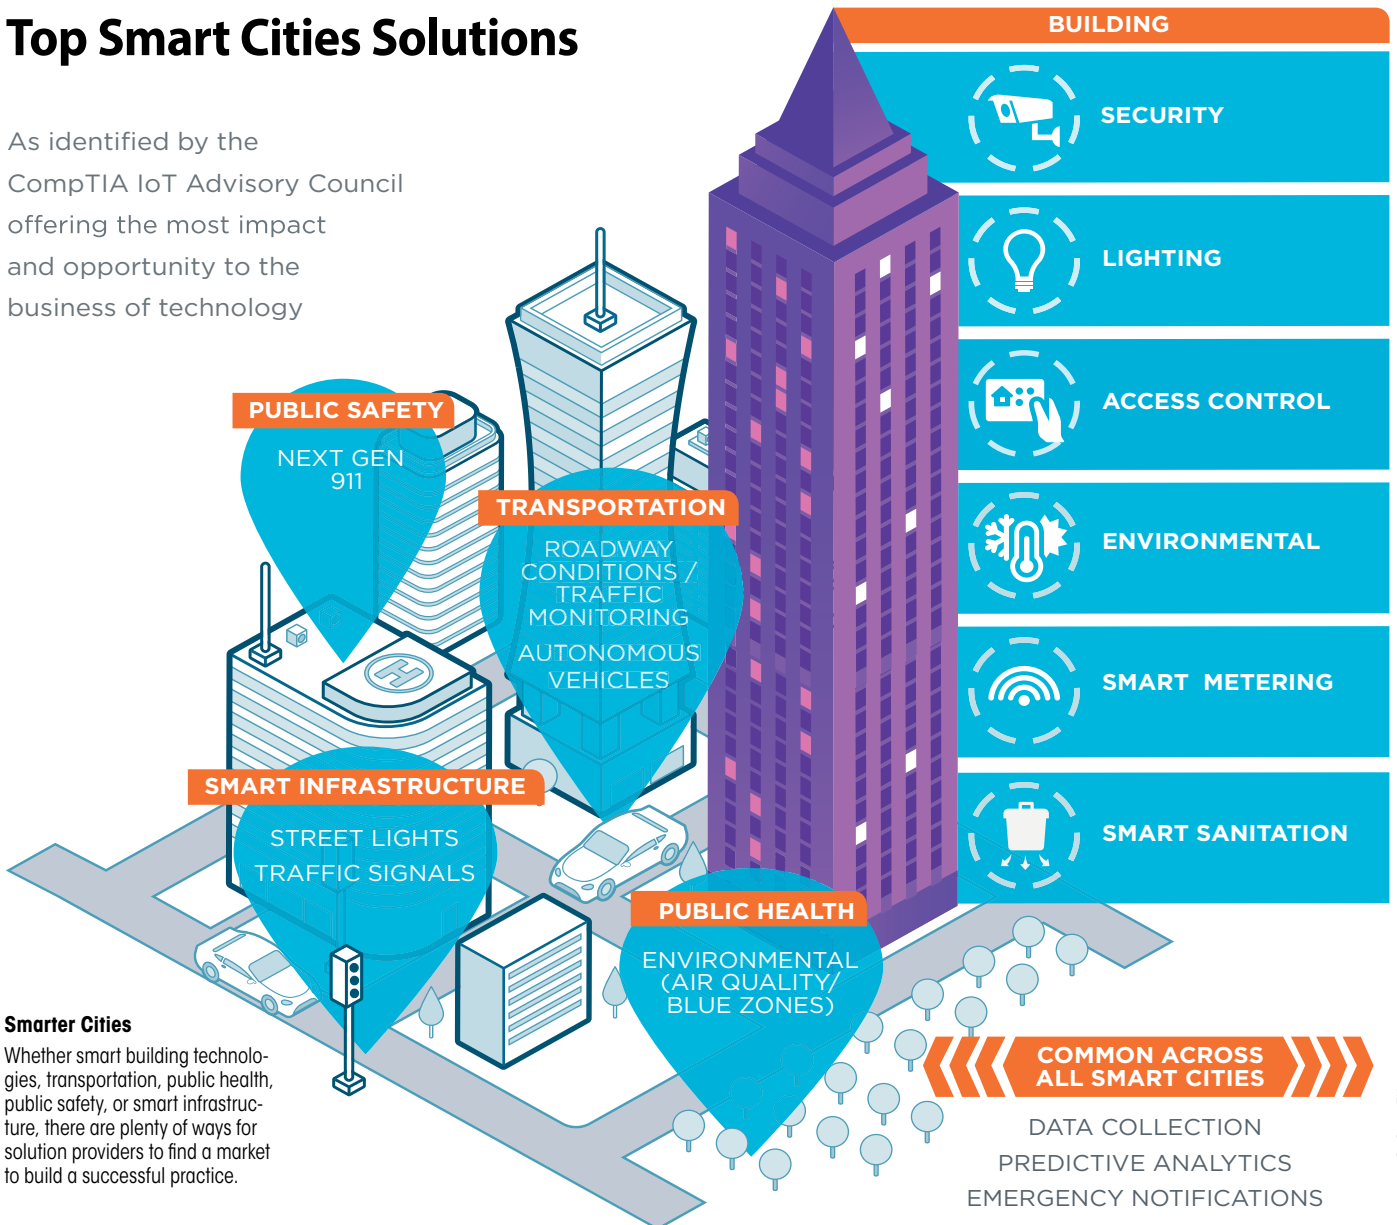 Top Smart Cities Solutions
As identified by the
CompTIA IoT Advisory Council
offering the most impact
and opportunity to the
business of technology
BUILDING
SECURITY
LIGHTING
ACCESS CONTROL
ENVIRONMENTAL
SMART METERING
SMART SANITATION
PUBLIC SAFETY
NEXT GEN
911
TRANSPORTATION
ROADWAY
CONDITIONS /
TRAFFIC
MONITORING
AUTONOMOUS
VEHICLES
H
SMART INFRASTRUCTURE
STREET LIGHTS
TRAFFIC SIGNALS
PUBLIC HEALTH
ENVIRONMENTAL
(AIR QUALITY/
BLUE ZONES)
Smarter Cities
Whether smart building technolo-
gies, transportation, public health,
public safety, or smart infrastruc-
ture, there are plenty of ways for
solution providers to find a market
to build a successful practice.
COMMON ACROSS
ALL SMART CITIES
DATA COLLECTION
PREDICTIVE ANALYTICS
EMERGENCY NOTIFICATIONS